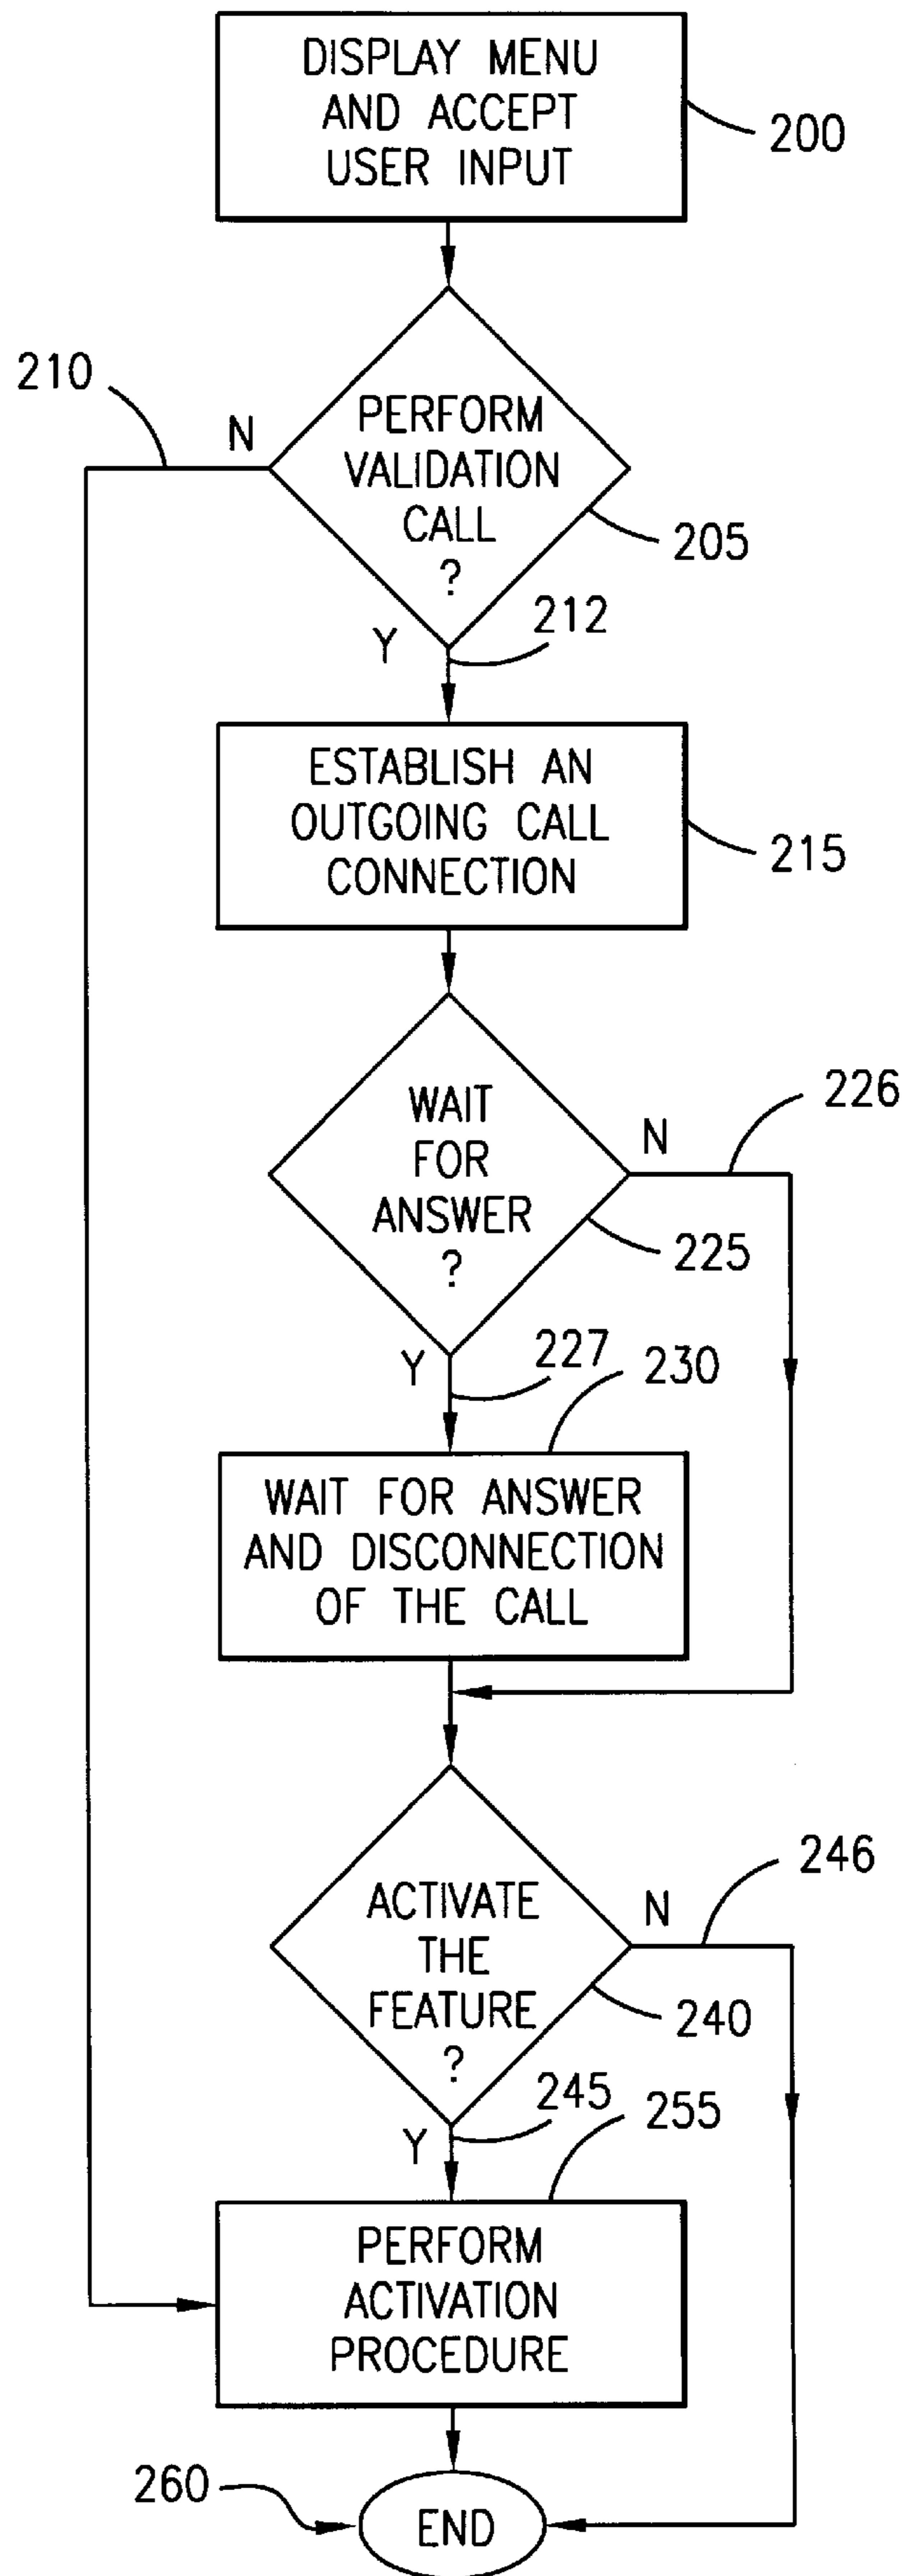 DISPLAY MENU
AND ACCEPT
USER INPUT
200
210
N
PERFORM
VALIDATION
CALL
?
205
Y
212
ESTABLISH AN
OUTGOING CALL
CONNECTION
215
WAIT
FOR
ANSWER
?
N
226
225
Y
227
230
WAIT FOR ANSWER
AND DISCONNECTION
OF THE CALL
ACTIVATE
THE
FEATURE
?
N
246
240
Y
245
255
PERFORM
ACTIVATION
PROCEDURE
260
END